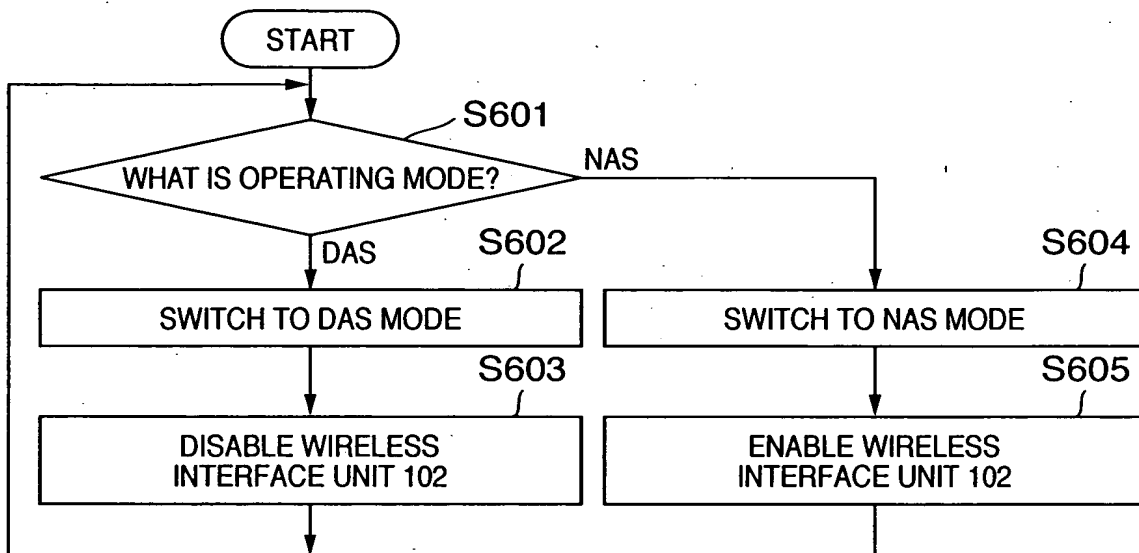 START
S601
WHAT IS OPERATING MODE?
NAS
DAS
S602
SWITCH TO DAS MODE
S604
SWITCH TO NAS MODE
S603
DISABLE WIRELESS
INTERFACE UNIT 102
S605
ENABLE WIRELESS
INTERFACE UNIT 102